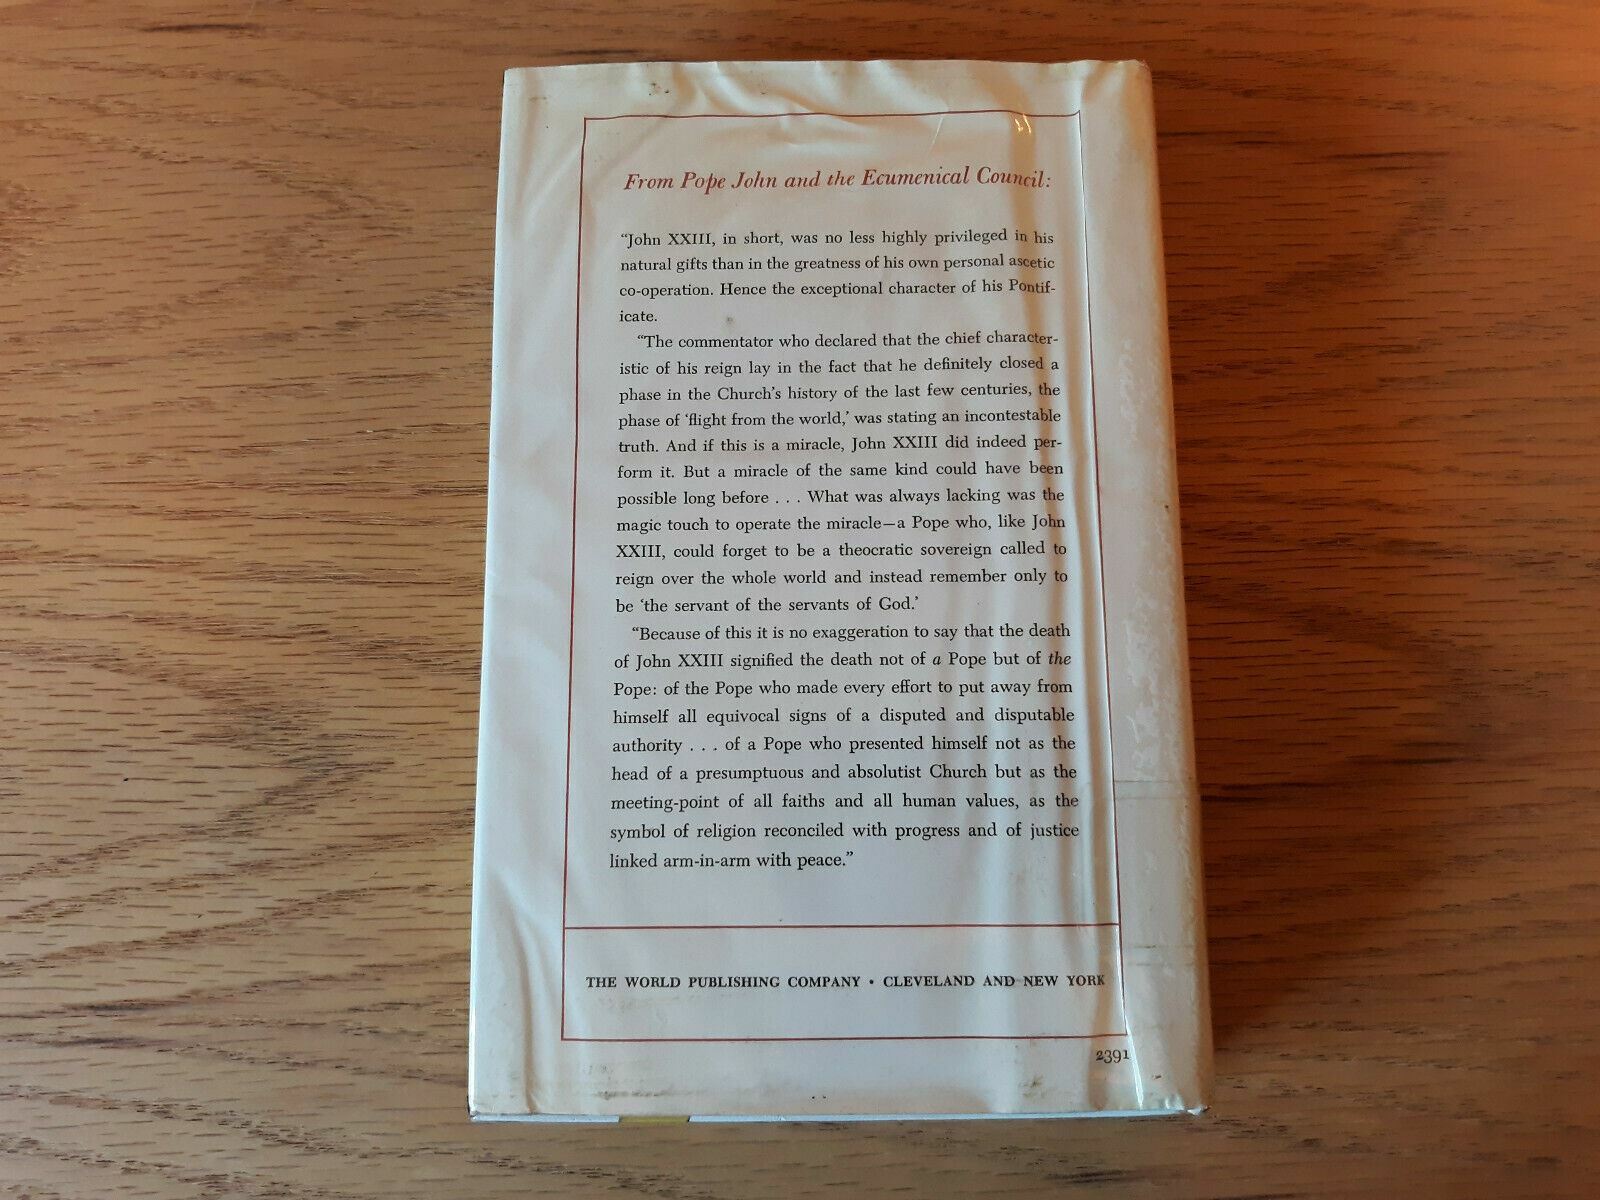 From Pope John and the Ecumenical Council:
“John XXIII, in short, was no less highly privileged in his
natural gifts than in the greatness of his own personal ascetic
co-operation. Hence the exceptional character of his Pontif-
icate.
“The commentator who declared that the chief character-
istic of his reign lay in the fact that he definitely closed a
phase in the Church’s history of the last few centuries, the
phase of ‘flight from the world,’ was stating an incontestable
truth. And if this is a miracle, John XXIII did indeed per-
form it. But a miracle of the same kind could have been
possible long before . . . What was always lacking was the
magic touch to operate the miracle—a Pope who, like John
XXIII, could forget to be a theocratic sovereign called to
reign over the whole world and instead remember only to
be ‘the servant of the servants of God.’
“Because of this it is no exaggeration to say that the death
of John XXIII signified the death not of a Pope but of the
Pope: of the Pope who made every effort to put away from
himself all equivocal signs of a disputed and disputable
authority . . . of a Pope who presented himself not as the
head of a presumptuous and absolutist Church but as the
meeting-point of all faiths and all human values, as the
symbol of religion reconciled with progress and of justice
linked arm-in-arm with peace.”
THE WORLD PUBLISHING COMPANY • CLEVELAND AND NEW YORK
2391